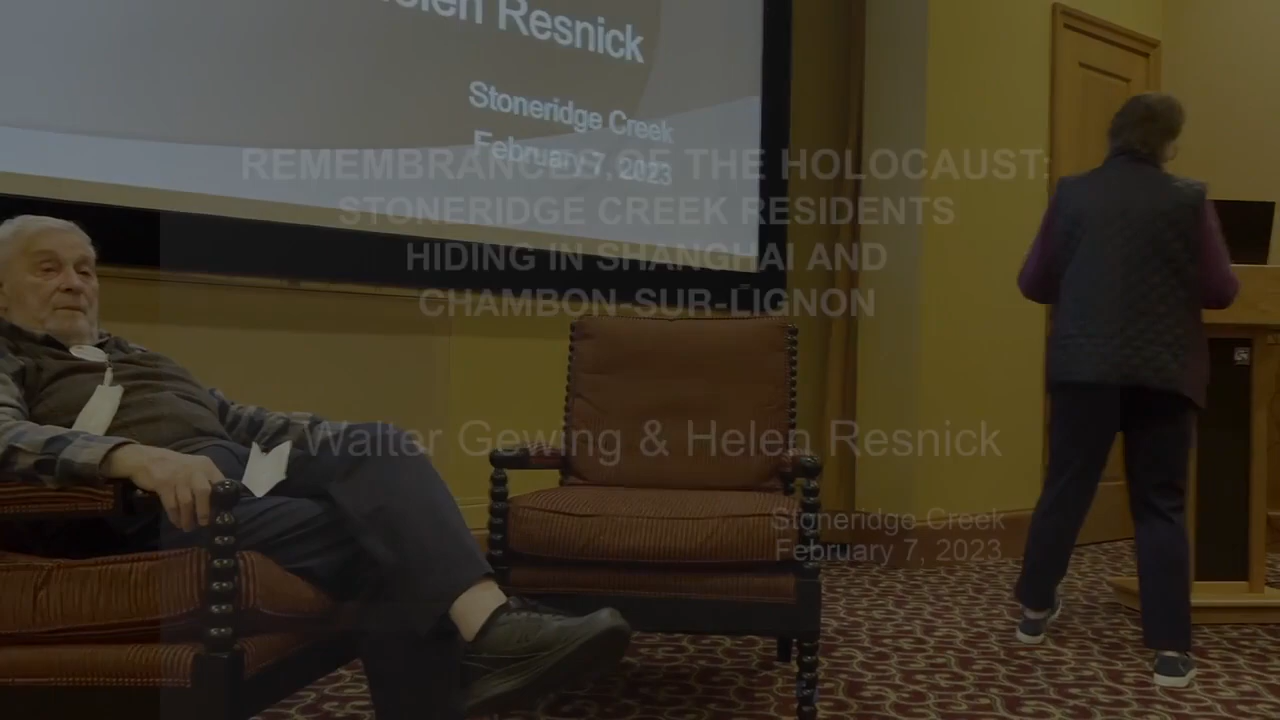 elen Resnick
Stoneridge Creek
February 7, 2023
REMEMBRANCES OF THE HOLOCAUST:
STONERIDGE CREEK RESIDENTS
HIDING IN SHANGHAI AND
CHAMBON-SUR-LIGNON
Walter Gewing & Helen Resnick
Stoneridge Creek
February 7, 2023